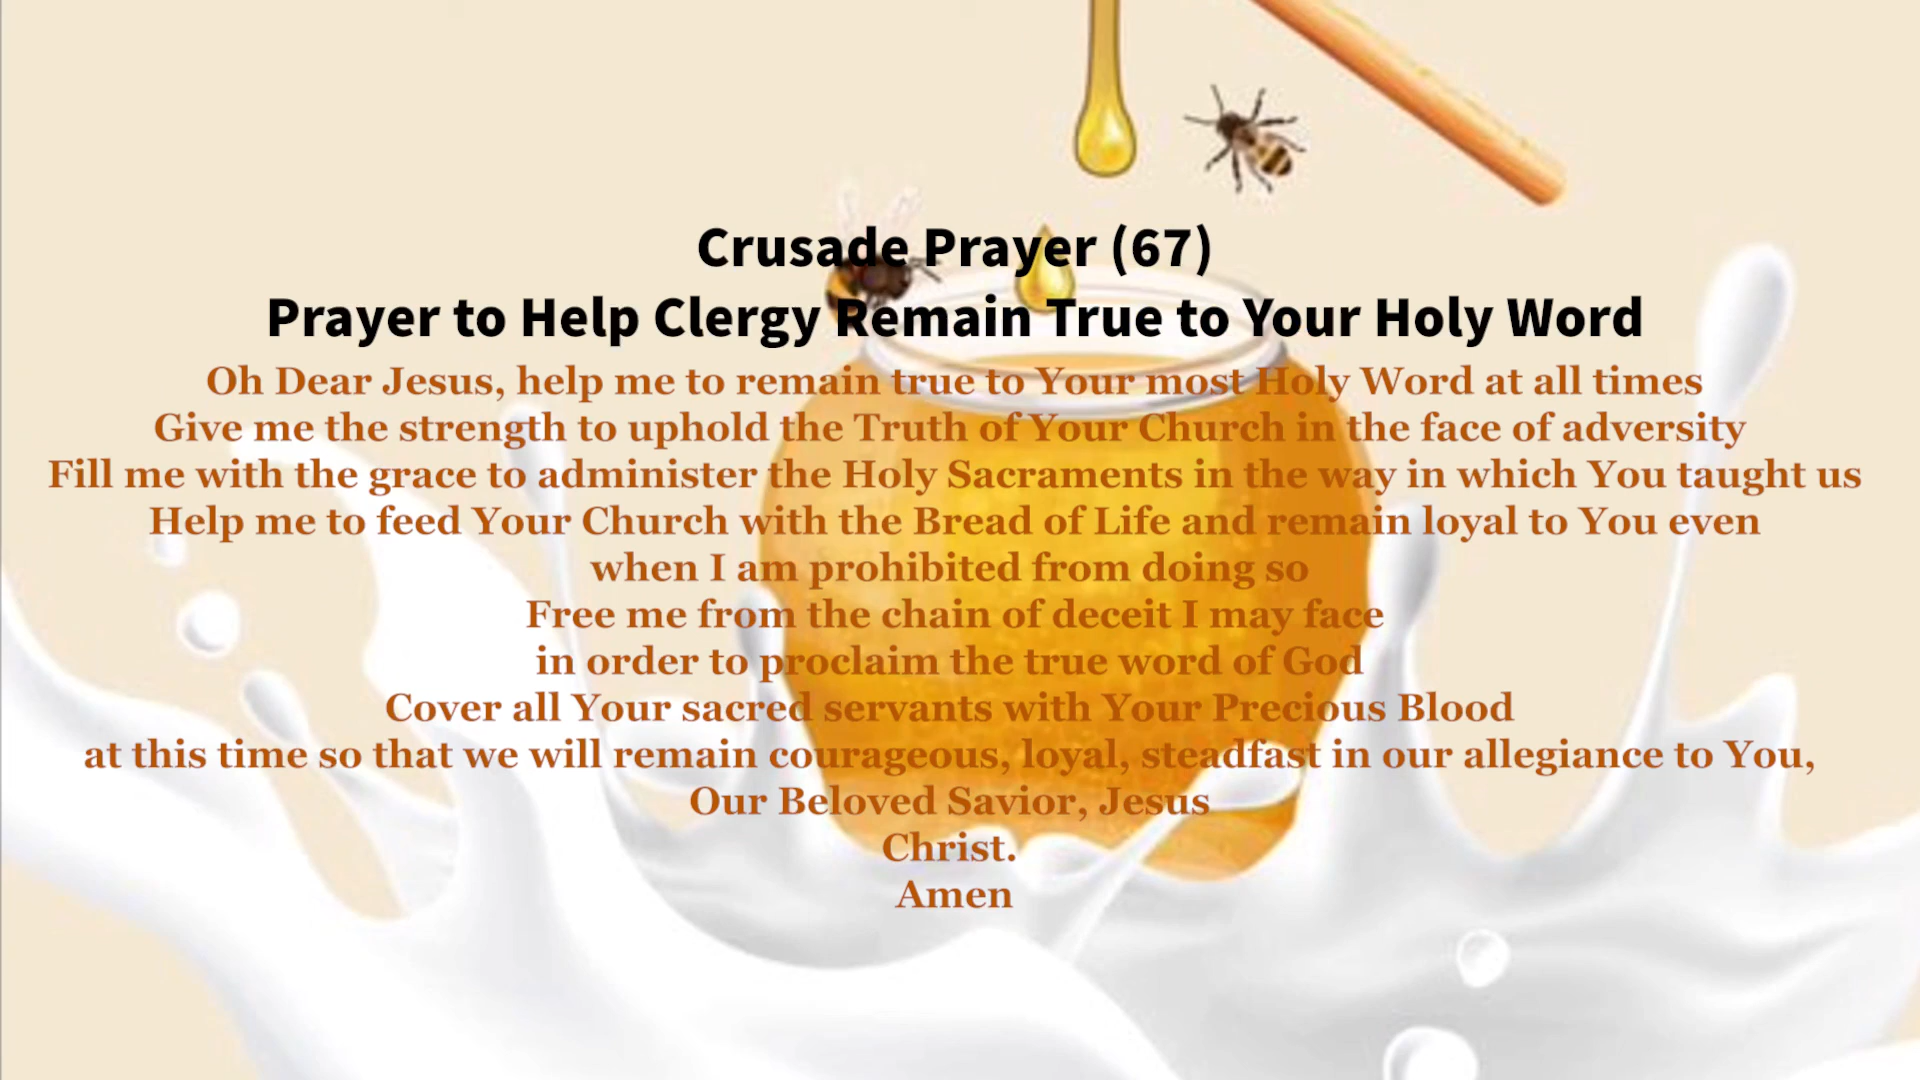 Crusade Prayer (67)
Prayer to Help Clergy Remain True to Your Holy Word
Oh Dear Jesus, help me to remain true to Your most Holy Word at all times
Give me the strength to uphold the Truth of Your Church in the face of adversity
Fill me with the grace to administer the Holy Sacraments in the way in which You taught us
Help me to feed Your Church with the Bread of Life and remain loyal to You even
when I am prohibited from doing so
Free me from the chain of deceit I may face
in order to proclaim the true word of God
Cover all Your sacred servants with Your Precious Blood
at this time so that we will remain courageous, loyal, steadfast in our allegiance to You,
Our Beloved Savior, Jesus
Christ.
Amen